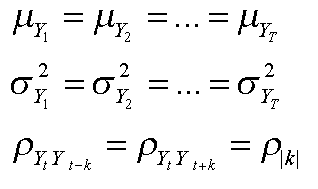 μ_{Y_1} = μ_{Y_2} = ... = μ_{Y_T}
σ²_{Y_1} = σ²_{Y_2} = ... = σ²_{Y_T}
ρ_{Y_t Y_{t-k}} = ρ_{Y_t Y_{t+k}} = ρ_{|k|}